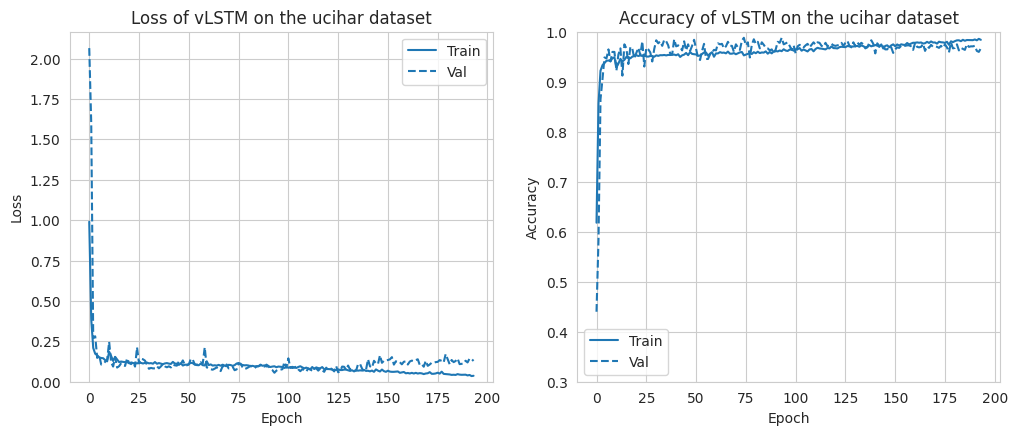 Loss of vLSTM on the ucihar dataset
2.00
1.75
1.50
1.25
1.00
0.75
0.50
0.25
0.00
Loss
0 25 50 75 100 125 150 175 200
Epoch
Train
Val
Accuracy of vLSTM on the ucihar dataset
1.0
0.9
0.8
0.7
0.6
0.5
0.4
0.3
Accuracy
0 25 50 75 100 125 150 175 200
Epoch
Train
Val